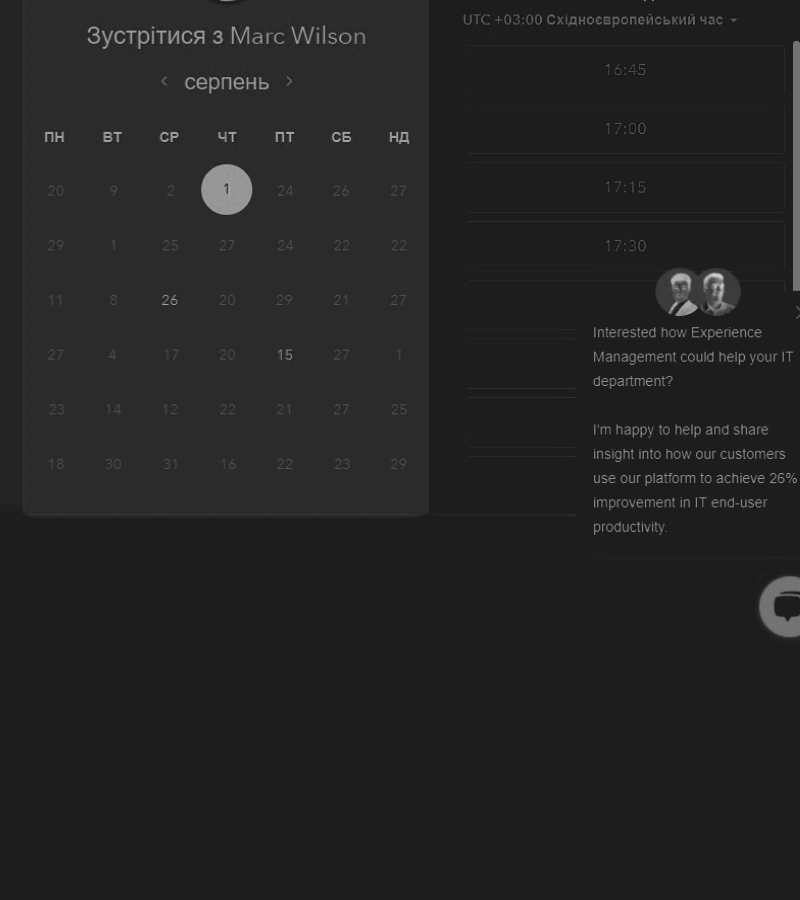 Зустрітися з Marc Wilson
серпень
ПН ВТ СР ЧТ ПТ СБ НД
20 9 2 1 24 26 27
29 1 25 27 24 22 22
11 8 26 20 29 21 27
27 4 17 20 15 27 1
23 14 12 22 21 27 25
18 30 31 16 22 23 29
UTC +03:00 Східноєвропейський час
16:45
17:00
17:15
17:30
Interested how Experience
Management could help your IT
department?
I'm happy to help and share
insight into how our customers
use our platform to achieve 26%
improvement in IT end-user
productivity.